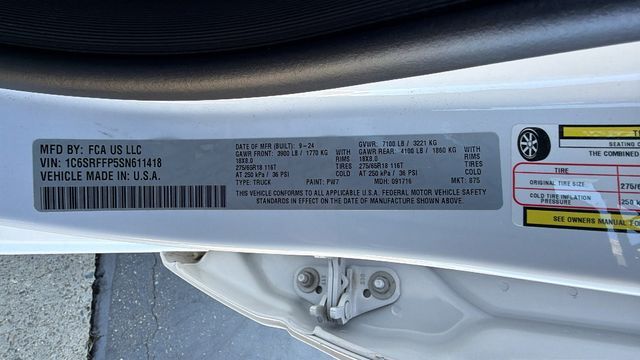 MFD BY: FCA US LLC
VIN: 1C6SRFFP5SN611418
VEHICLE MADE IN U.S.A.
DATE OF MFR (BUILT): 9-24
GVWR: 7100 LB / 3221 KG
GAWR FRONT: 3900 LB / 1770 KG WITH
GAWR REAR: 4100 LB / 1860 KG WITH
18X8.0 RIMS
18X8.0 RIMS
275/65R18 116T TIRES
275/65R18 116T TIRES
AT 250 kPa / 36 PSI COLD
AT 250 kPa / 36 PSI COLD
TYPE: TRUCK PAINT: PW7 MDH: 091716 MKT: 875
THIS VEHICLE CONFORMS TO ALL APPLICABLE U.S.A. FEDERAL MOTOR VEHICLE SAFETY
STANDARDS IN EFFECT ON THE DATE OF MANUFACTURE SHOWN ABOVE.
TIRE
SEATING
THE COMBINED
TIRE
ORIGINAL TIRE SIZE 275/
COLD TIRE INFLATION PRESSURE 250
SEE OWNERS MANUAL FO